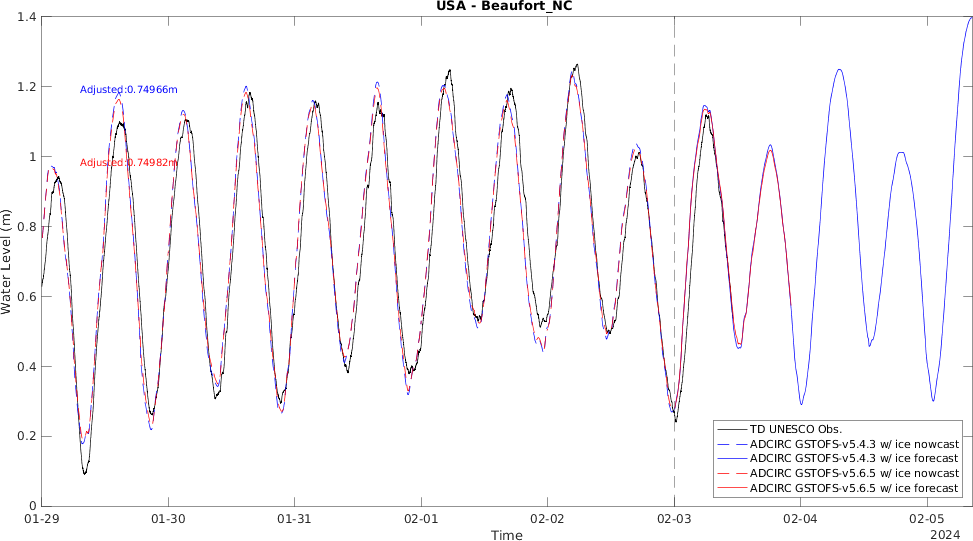 USA - Beaufort_NC
1.4
1.2
1
0.8
0.6
0.4
0.2
0
Water Level (m)
Adjusted:0.74966m
Adjusted:0.74982m
TD UNESCO Obs.
ADCIRC GSTOFS-v5.4.3 w/ ice nowcast
ADCIRC GSTOFS-v5.4.3 w/ ice forecast
ADCIRC GSTOFS-v5.6.5 w/ ice nowcast
ADCIRC GSTOFS-v5.6.5 w/ ice forecast
01-29 01-30 01-31 02-01 02-02 02-03 02-04 02-05
Time
2024